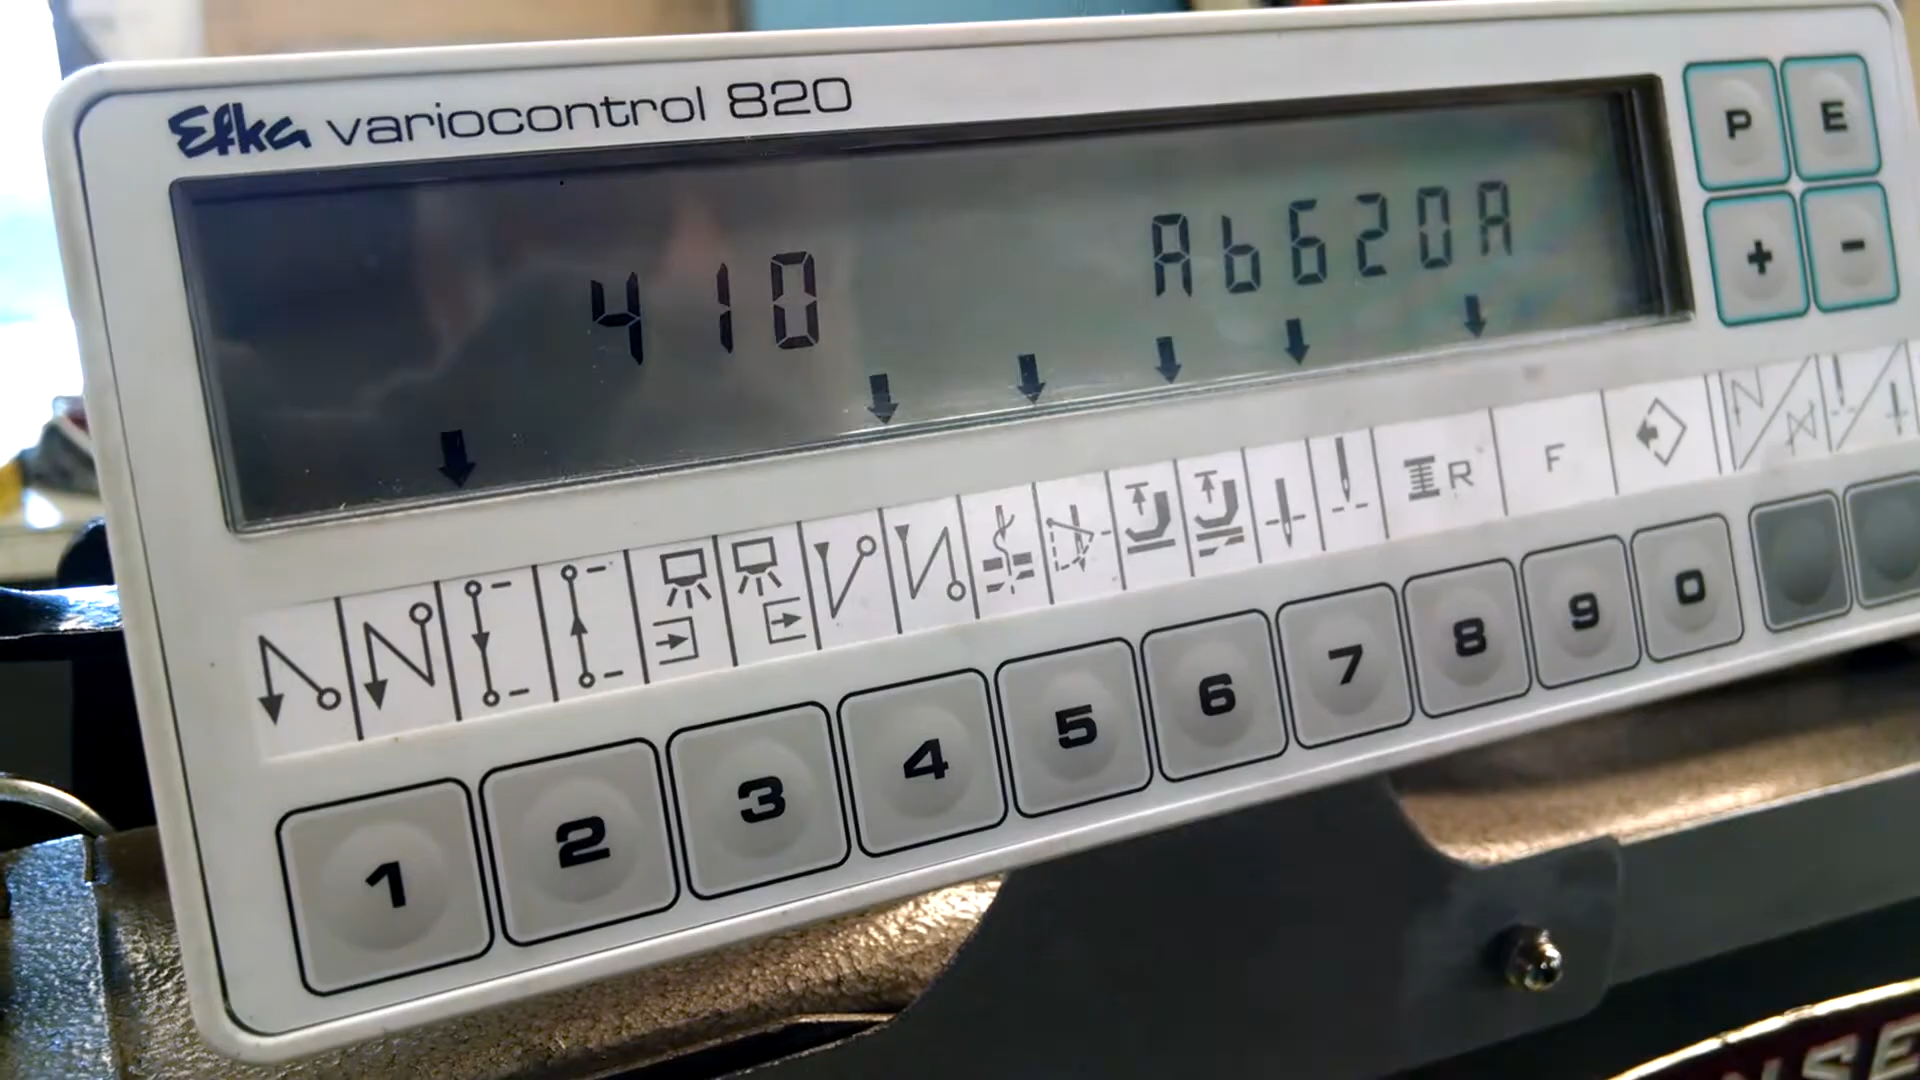 Efka variocontrol 820
P E
410 Ab620A
+ -
R F
1 2 3 4 5 6 7 8 9 0